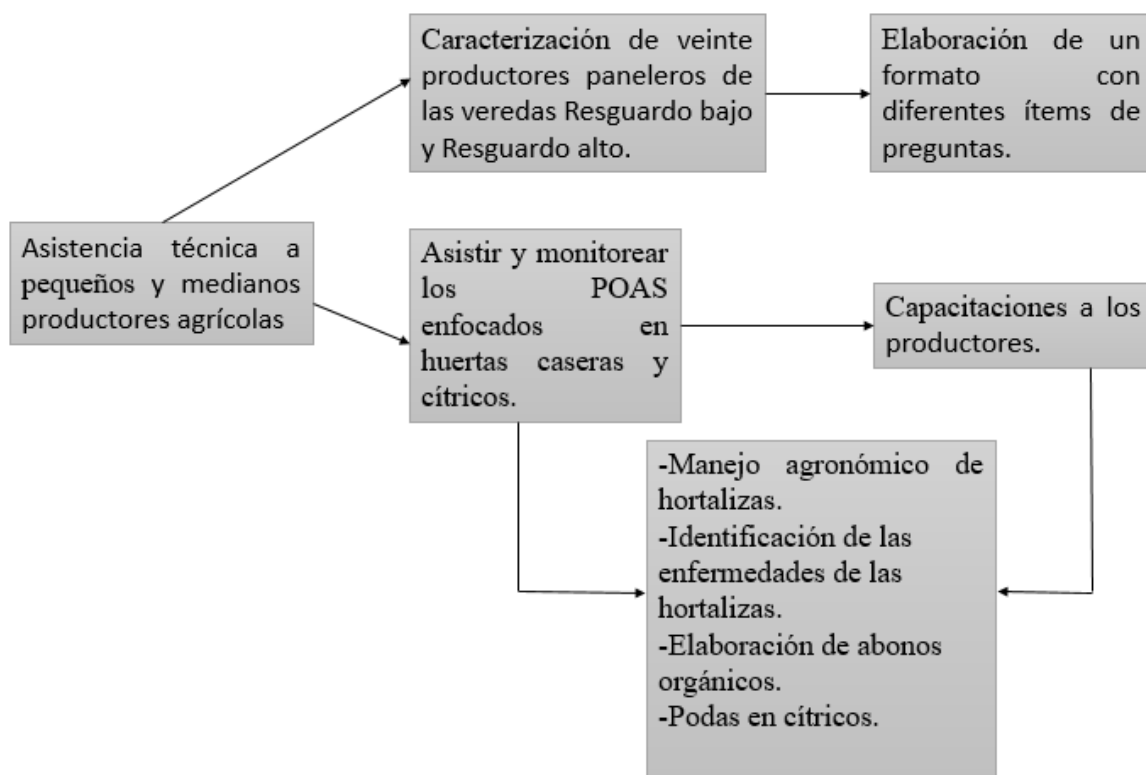 Caracterización de veinte
productores paneleros de
las veredas Resguardo bajo
y Resguardo alto.
Elaboración de un
formato con
diferentes ítems de
preguntas.
Asistencia técnica a
pequeños y medianos
productores agrícolas
Asistir y monitorear
los POAS
enfocados en
huertas caseras y
cítricos.
Capacitaciones a los
productores.
-Manejo agronómico de
hortalizas.
-Identificación de las
enfermedades de las
hortalizas.
-Elaboración de abonos
orgánicos.
-Podas en cítricos.